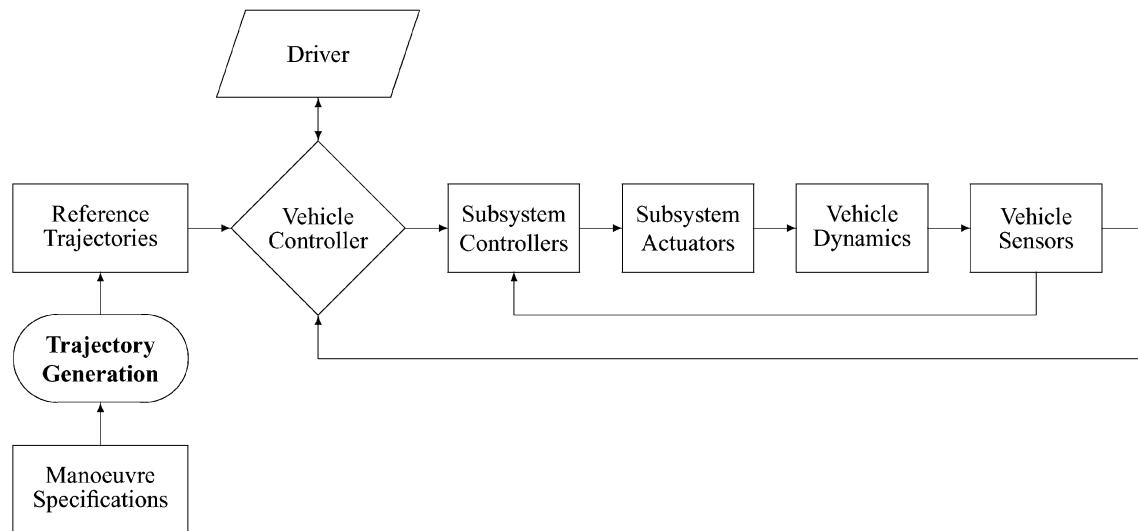 Driver
Reference
Trajectories
Vehicle
Controller
Subsystem
Controllers
Subsystem
Actuators
Vehicle
Dynamics
Vehicle
Sensors
Trajectory
Generation
Manoeuvre
Specifications